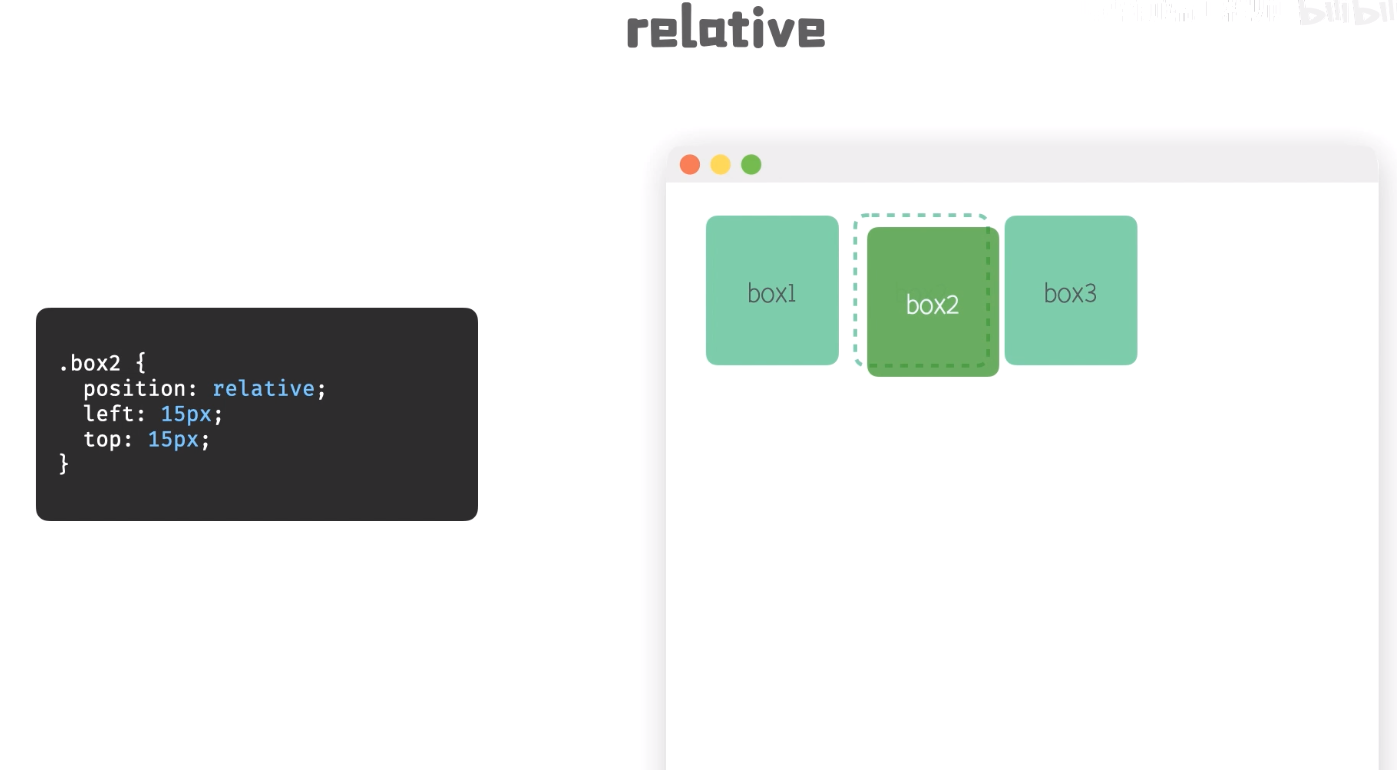 relative
.box2 {
  position: relative;
  left: 15px;
  top: 15px;
}
box1
box2
box3